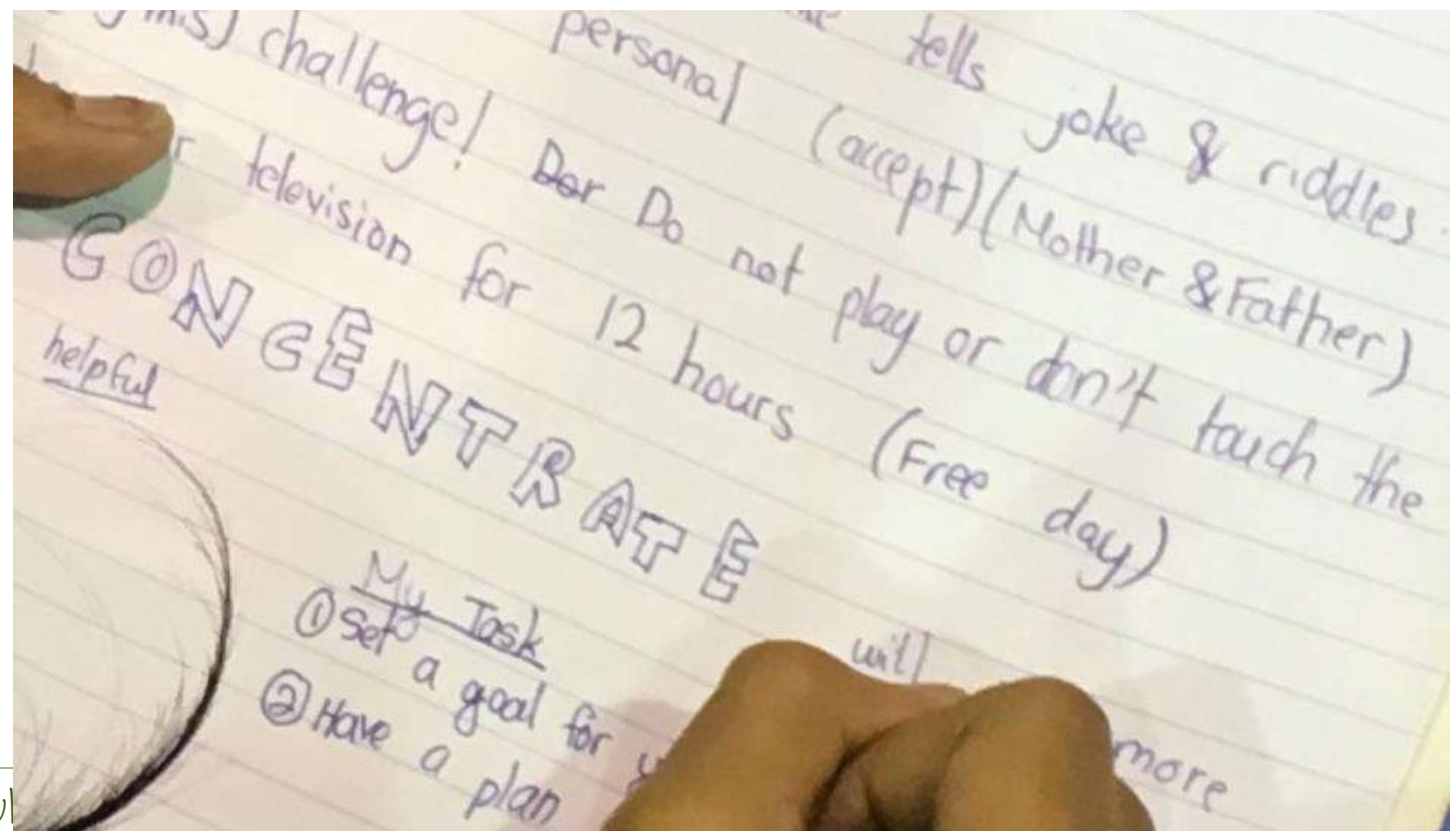 tells joke & riddles.
personal (accept) (Mother & Father)
challenge! Dor Do not play or don't touch the
television for 12 hours (Free day)
CONCENTRATE
helpful
My Task
① Set a goal for
will
② Have a plan
more